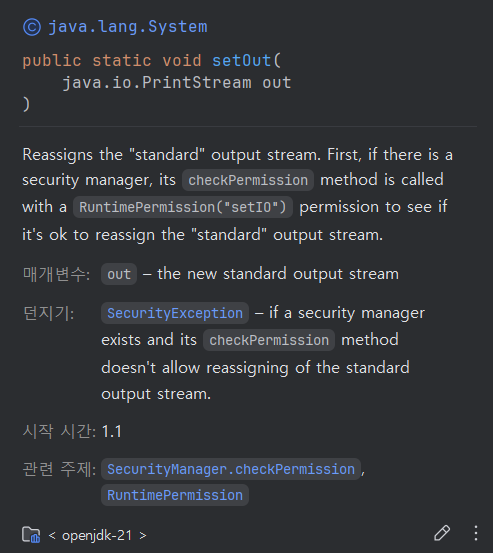 java.lang.System
public static void setOut(
java.io.PrintStream out
)
Reassigns the "standard" output stream. First, if there is a
security manager, its checkPermission method is called
with a RuntimePermission("setIO") permission to see if
it's ok to reassign the "standard" output stream.
매개변수: out – the new standard output stream
던지기: SecurityException – if a security manager
exists and its checkPermission method
doesn't allow reassigning of the standard
output stream.
시작 시간: 1.1
관련 주제: SecurityManager.checkPermission,
RuntimePermission
< openjdk-21 >